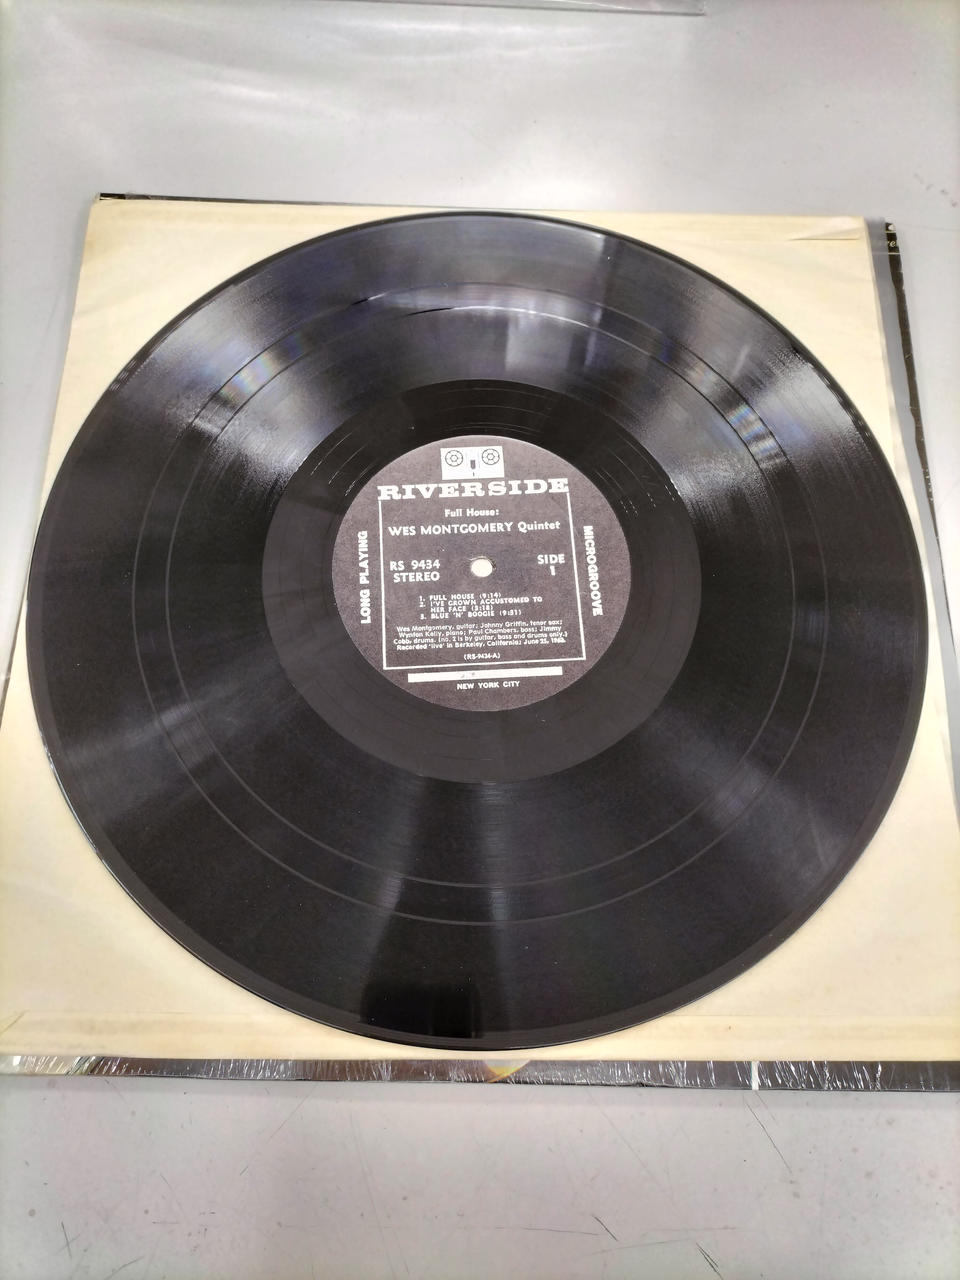 RIVERSIDE
Full House:
WES MONTGOMERY Quintet
LONG PLAYING
MICROGROOVE
RS 9434
STEREO
SIDE
1
1. FULL HOUSE (9:14)
2. I'VE GROWN ACCUSTOMED TO
HER FACE (3:18)
3. BLUE 'N' BOOGIE (9:31)
Wes Montgomery, guitar; Johnny Griffin, tenor sax;
Wynton Kelly, piano; Paul Chambers, bass; Jimmy
Cobb, drums. (no. 2 is by guitar, bass and drums only.)
Recorded 'live' in Berkeley, California; June 25, 1962.
(RS-9434-A)
NEW YORK CITY